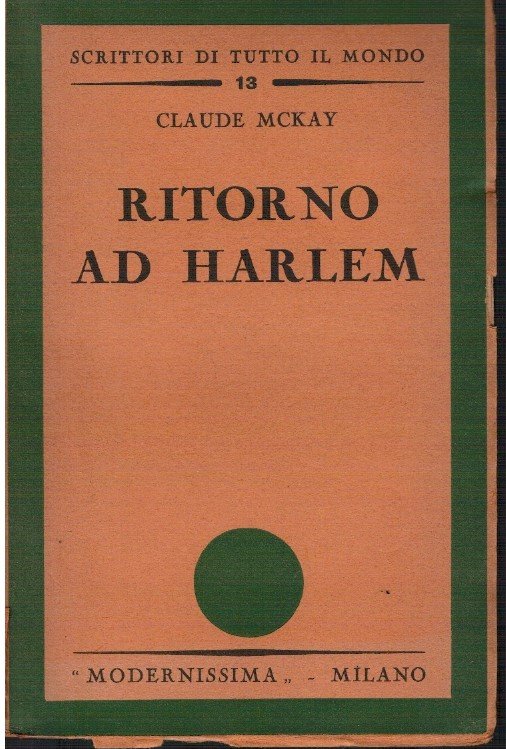 SCRITTORI DI TUTTO IL MONDO
13
CLAUDE MCKAY
RITORNO
AD HARLEM
“MODERNISSIMA„ - MILANO